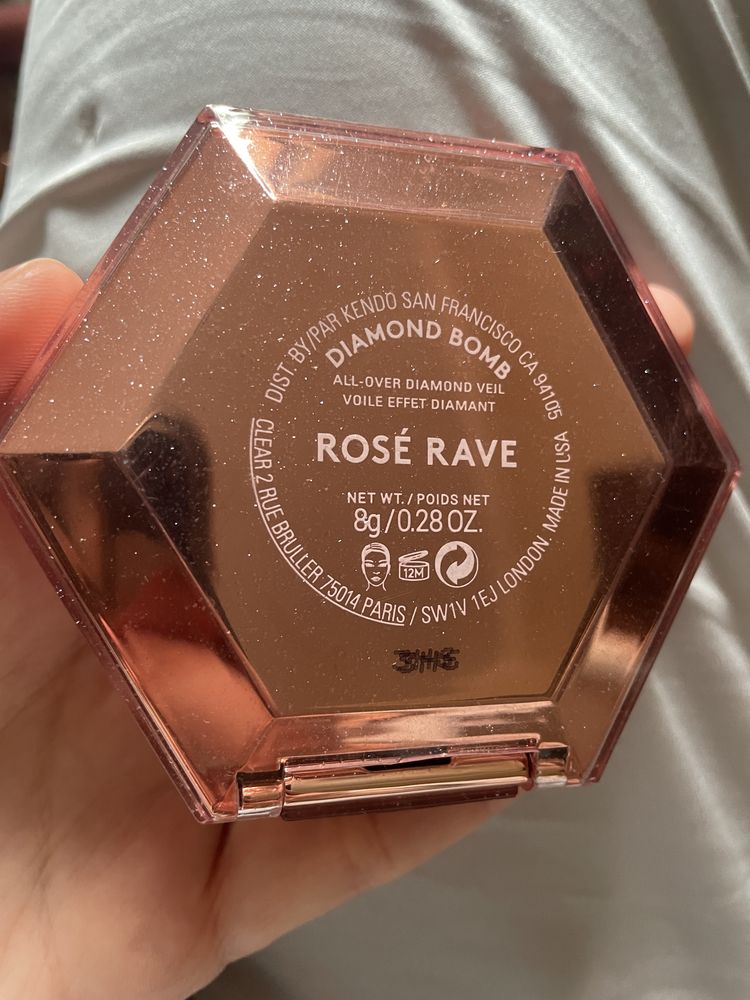 DIST. BY/PAR KENDO SAN FRANCISCO CA 94105
DIAMOND BOMB
ALL-OVER DIAMOND VEIL
VOILE EFFET DIAMANT
ROSÉ RAVE
NET WT. / POIDS NET
8g/0.28 OZ.
12M
CLEAR 2 RUE BRULLER 75014 PARIS / SW1V 1EJ LONDON. MADE IN USA